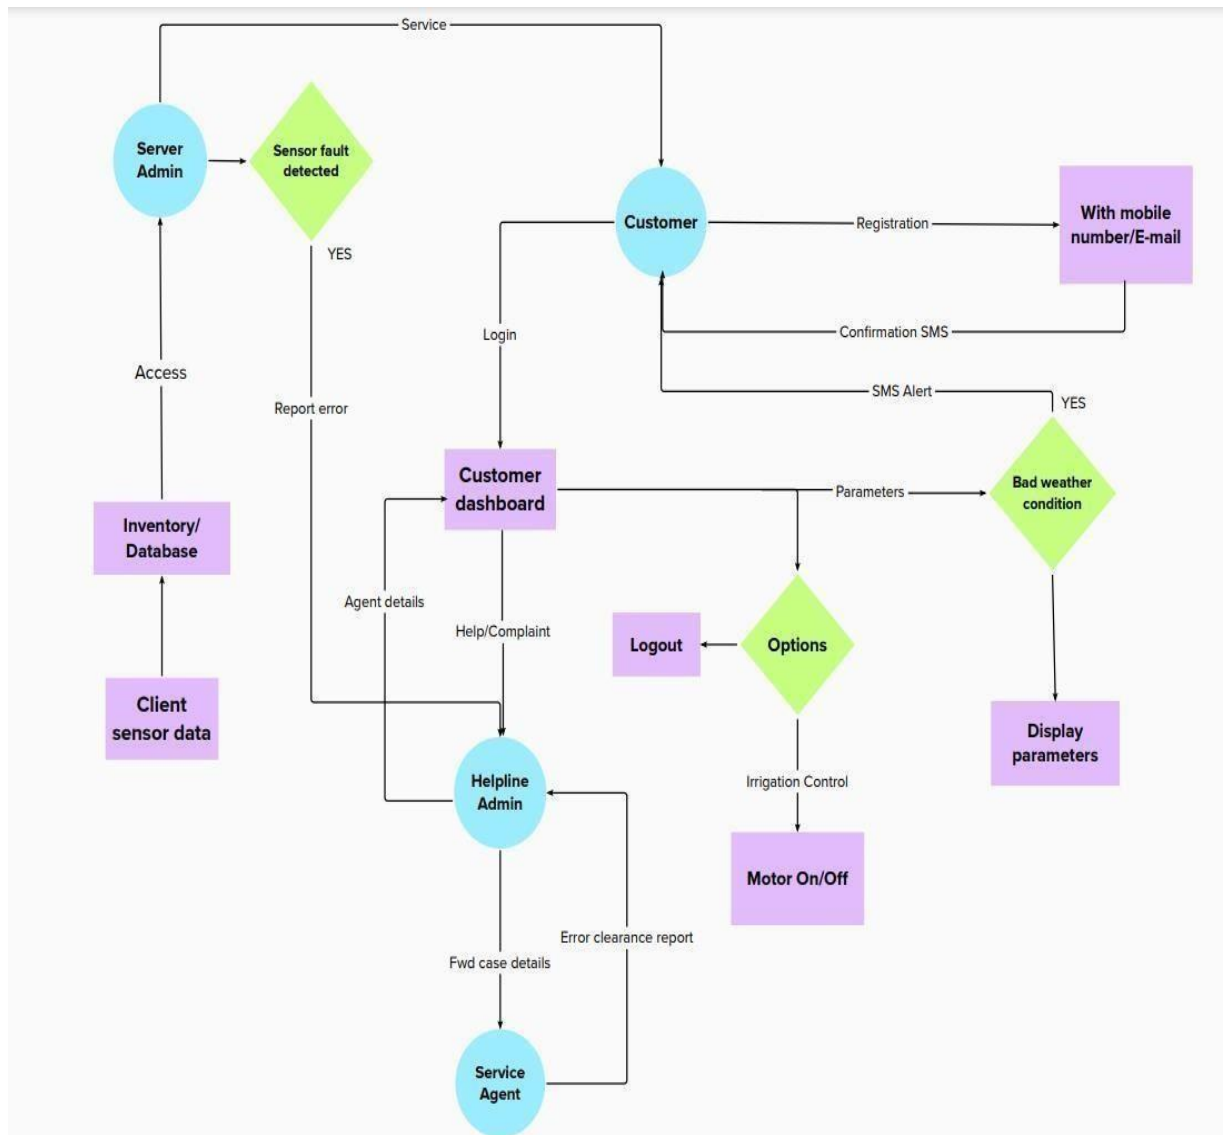 Service
Server
Admin
Sensor fault
detected
YES
Customer
Registration
With mobile
number/E-mail
Login
Confirmation SMS
Access
Report error
SMS Alert
YES
Customer
dashboard
Parameters
Bad weather
condition
Inventory/
Database
Agent details
Help/Complaint
Logout
Options
Client
sensor data
Display
parameters
Helpline
Admin
Irrigation Control
Motor On/Off
Error clearance report
Fwd case details
Service
Agent